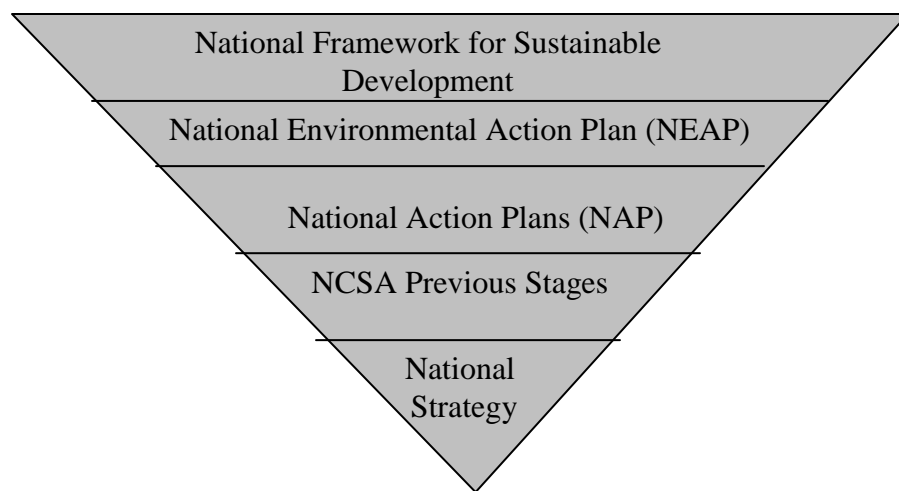 National Framework for Sustainable
Development
National Environmental Action Plan (NEAP)
National Action Plans (NAP)
NCSA Previous Stages
National
Strategy